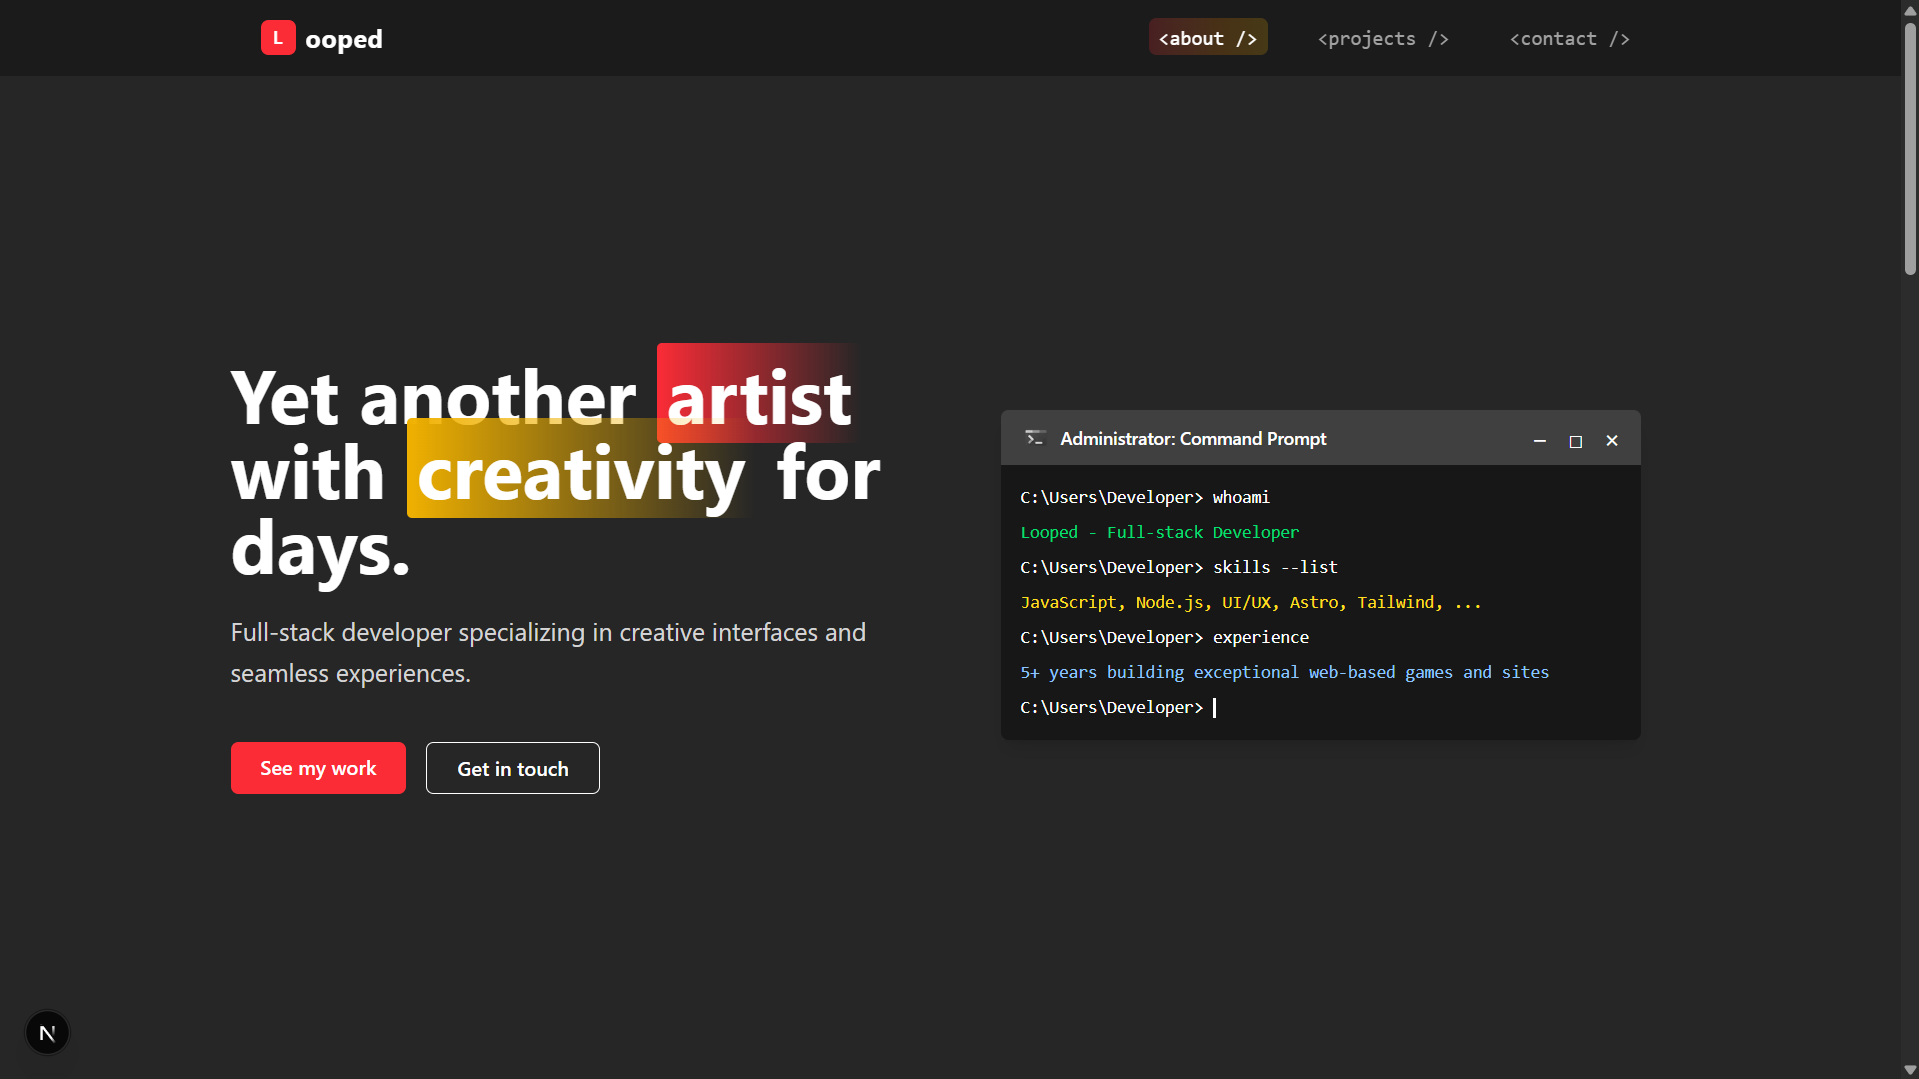 L ooped
<about />
<projects />
<contact />
Yet another artist
with creativity for
days.
Full-stack developer specializing in creative interfaces and
seamless experiences.
See my work
Get in touch
Administrator: Command Prompt
C:\Users\Developer> whoami
Looped - Full-stack Developer
C:\Users\Developer> skills --list
JavaScript, Node.js, UI/UX, Astro, Tailwind, ...
C:\Users\Developer> experience
5+ years building exceptional web-based games and sites
C:\Users\Developer>
N